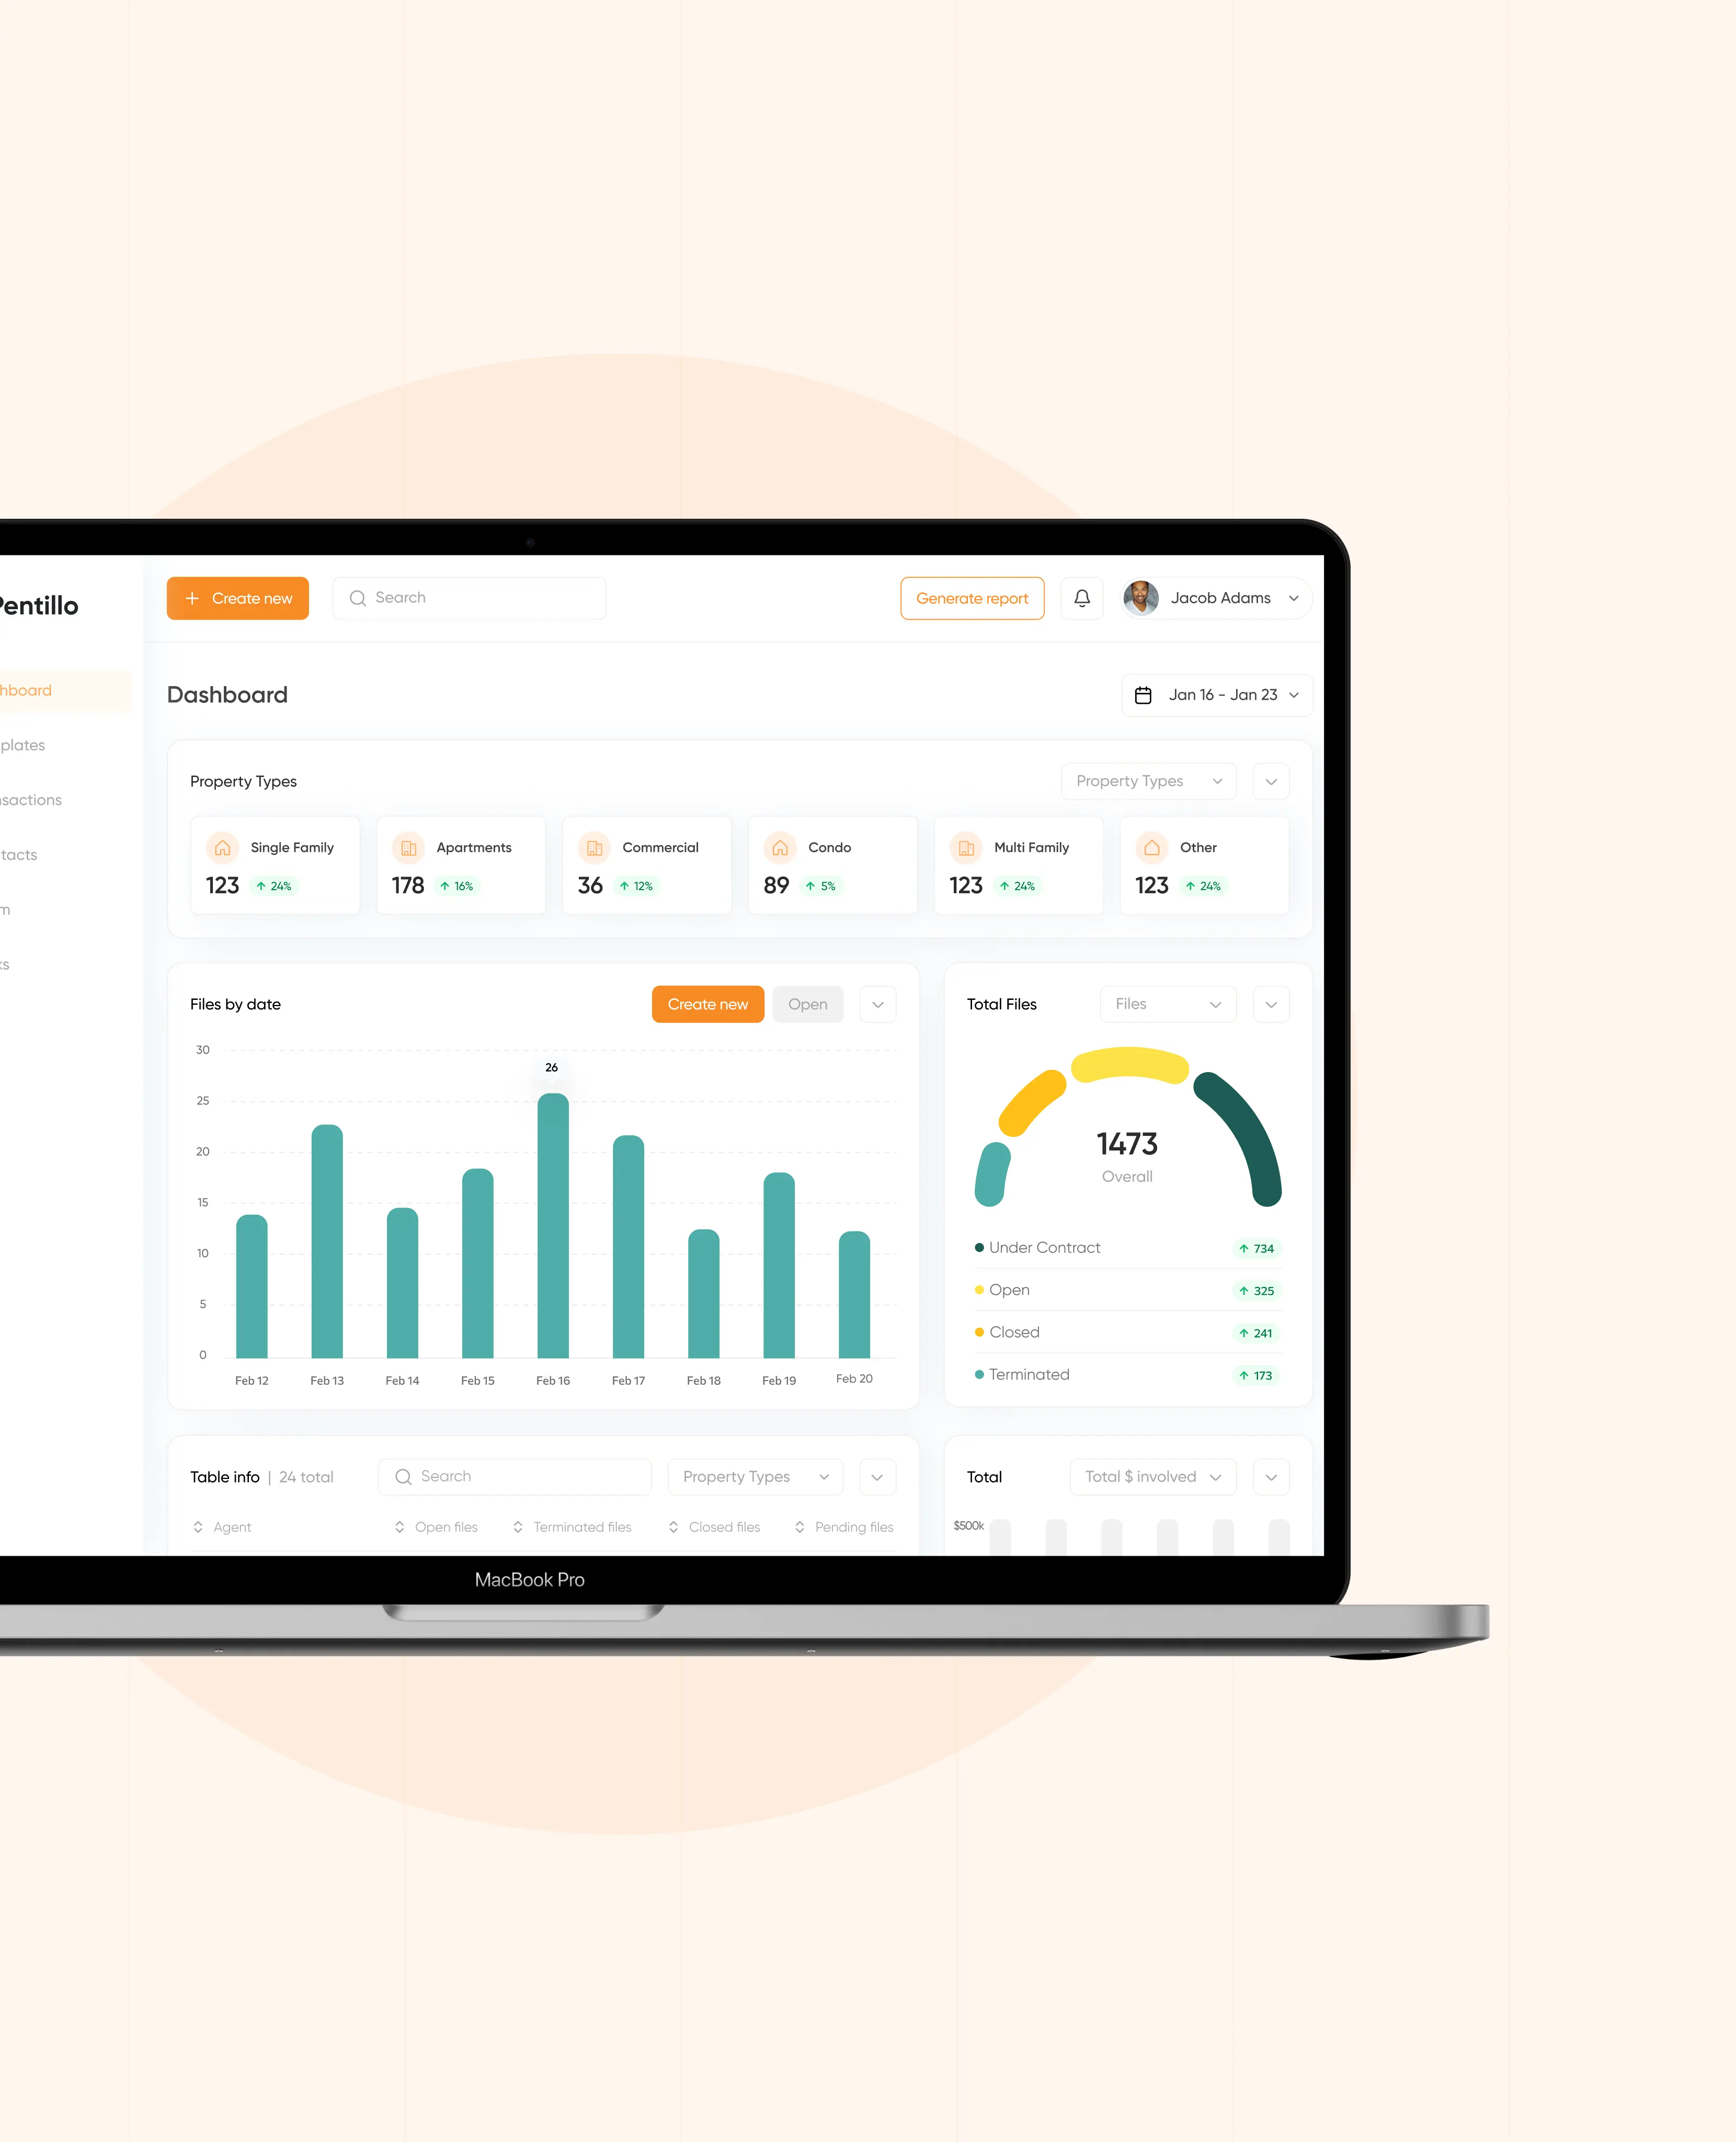 Pentillo
hboard
plates
nsactions
tacts
m
ks
Create new
Search
Generate report
Jacob Adams
Dashboard
Jan 16 - Jan 23
Property Types
Property Types
Single Family
123 24%
Apartments
178 16%
Commercial
36 12%
Condo
89 5%
Multi Family
123 24%
Other
123 24%
Files by date
Create new
Open
30
25
20
15
10
5
0
26
Feb 12
Feb 13
Feb 14
Feb 15
Feb 16
Feb 17
Feb 18
Feb 19
Feb 20
Total Files
Files
1473
Overall
Under Contract 734
Open 325
Closed 241
Terminated 173
Table info | 24 total
Search
Property Types
Agent
Open files
Terminated files
Closed files
Pending files
Total
Total $ involved
$500k
MacBook Pro